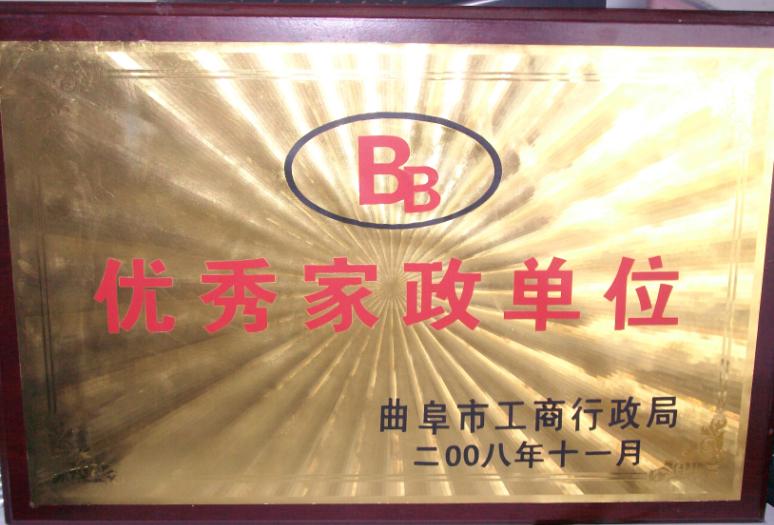 BB
优秀家政单位
曲阜市工商行政局
二00八年十一月